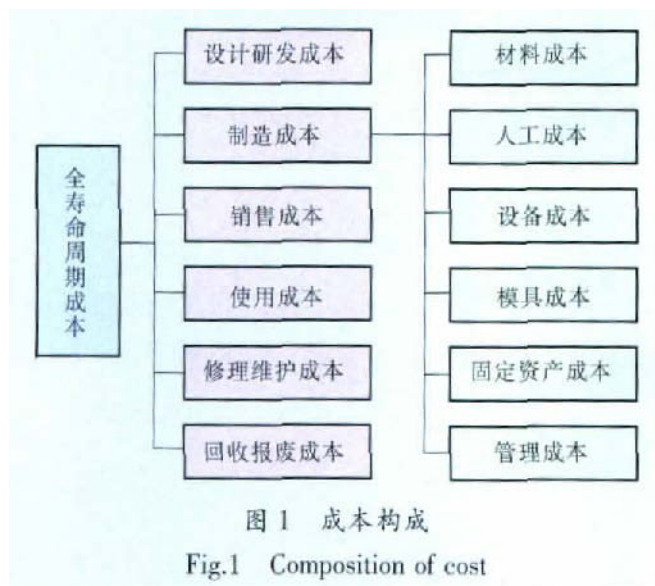 全寿命周期成本
设计研发成本
制造成本
销售成本
使用成本
修理维护成本
回收报废成本
材料成本
人工成本
设备成本
模具成本
固定资产成本
管理成本
图 1 成本构成
Fig.1 Composition of cost